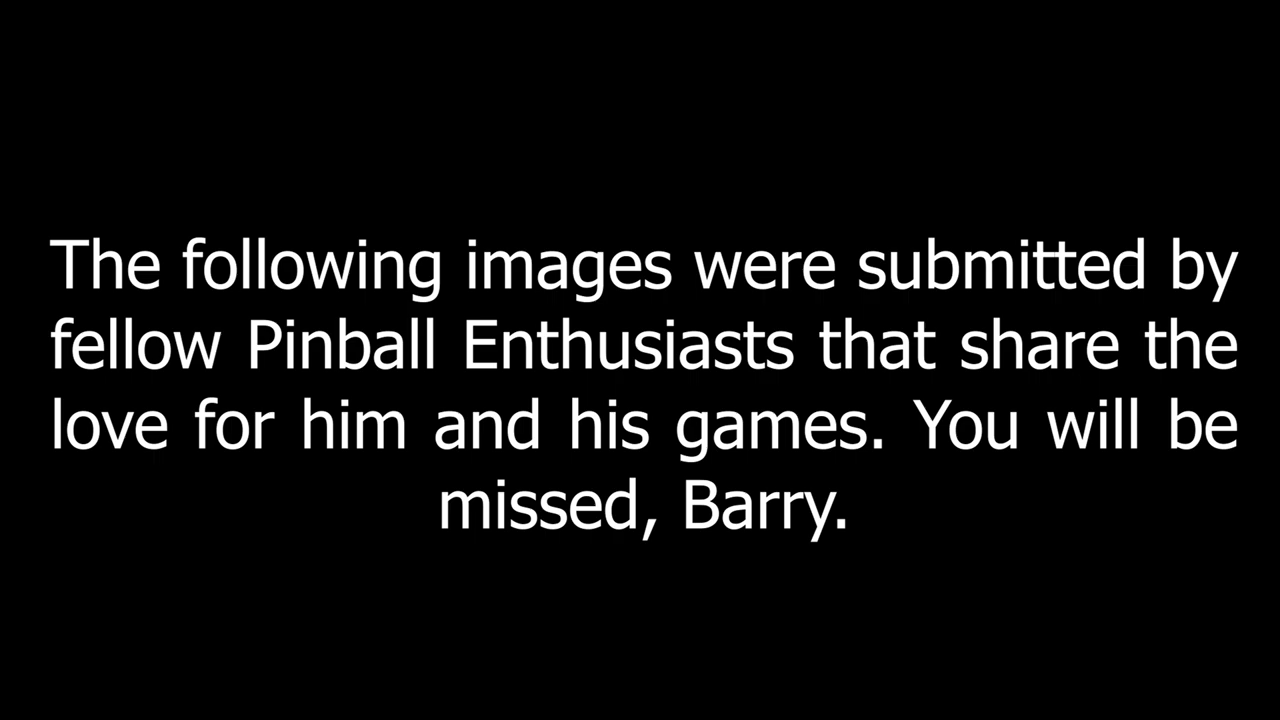 The following images were submitted by
fellow Pinball Enthusiasts that share the
love for him and his games. You will be
missed, Barry.